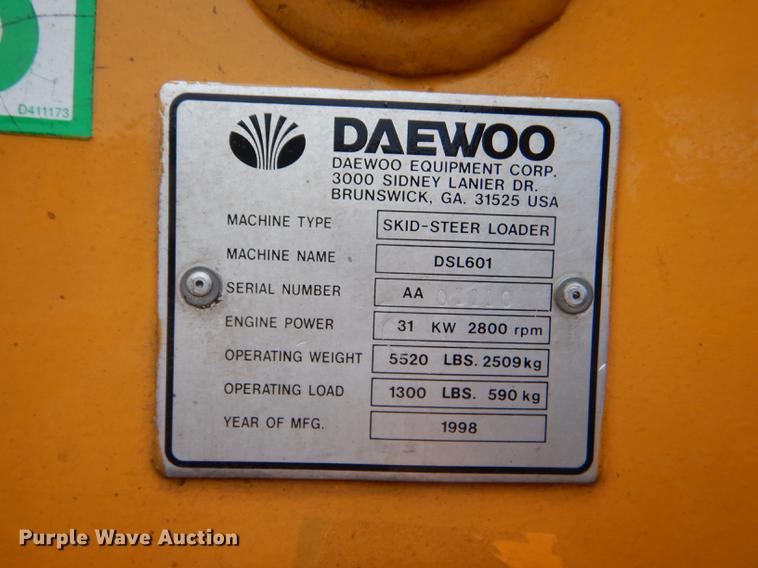 D411173
DAEWOO
DAEWOO EQUIPMENT CORP.
3000 SIDNEY LANIER DR.
BRUNSWICK, GA. 31525 USA
MACHINE TYPE SKID-STEER LOADER
MACHINE NAME DSL601
SERIAL NUMBER AA
ENGINE POWER 31 KW 2800 rpm
OPERATING WEIGHT 5520 LBS. 2509kg
OPERATING LOAD 1300 LBS. 590 kg
YEAR OF MFG. 1998
Purple Wave Auction